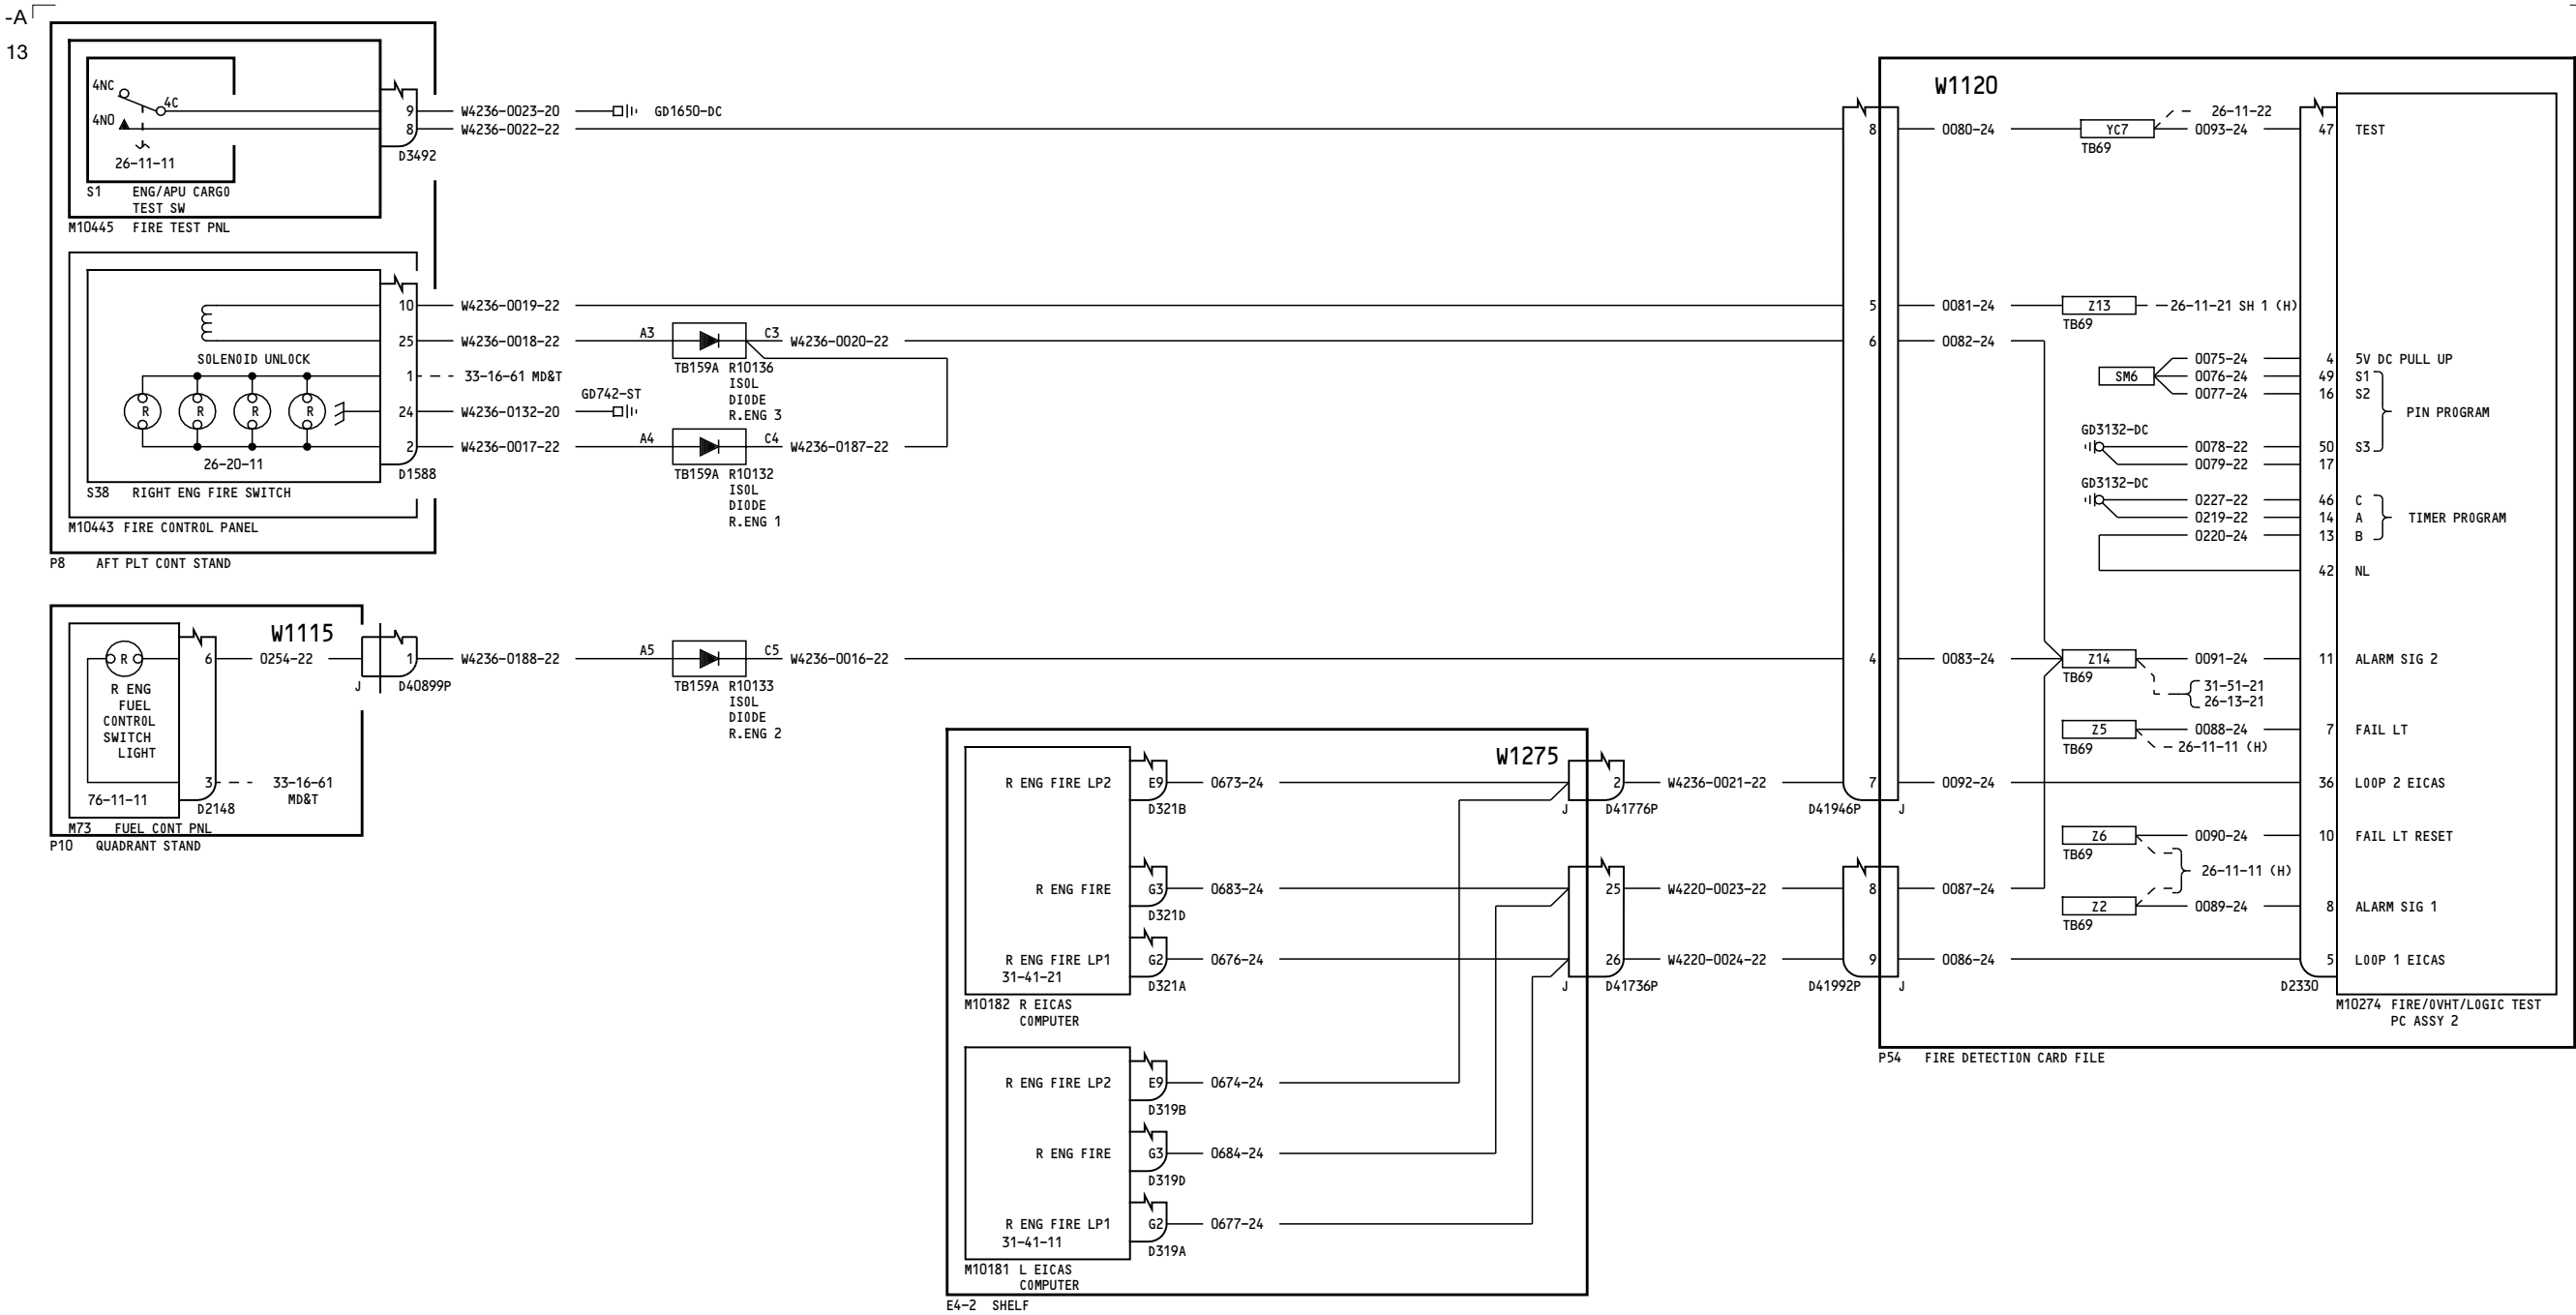 -A
13
4NC
4C
4NO
26-11-11
S1 ENG/APU CARGO
TEST SW
M10445 FIRE TEST PNL
9
8
D3492
W4236-0023-20
GD1650-DC
W4236-0022-22
SOLENOID UNLOCK
R R R R
26-20-11
S38 RIGHT ENG FIRE SWITCH
M10443 FIRE CONTROL PANEL
P8 AFT PLT CONT STAND
10
25
1
24
2
D1588
W4236-0019-22
W4236-0018-22
33-16-61 MD&T
W4236-0132-20
GD742-ST
W4236-0017-22
A3
C3
W4236-0020-22
TB159A R10136
ISOL
DIODE
R.ENG 3
A4
C4
W4236-0187-22
TB159A R10132
ISOL
DIODE
R.ENG 1
R
R ENG
FUEL
CONTROL
SWITCH
LIGHT
76-11-11
M73 FUEL CONT PNL
P10 QUADRANT STAND
W1115
6
0254-22
3
33-16-61
MD&T
D2148
J
1
D40899P
W4236-0188-22
A5
C5
W4236-0016-22
TB159A R10133
ISOL
DIODE
R.ENG 2
W1275
R ENG FIRE LP2
E9
D321B
0673-24
R ENG FIRE
G3
D321D
0683-24
R ENG FIRE LP1
31-41-21
G2
D321A
0676-24
M10182 R EICAS
COMPUTER
R ENG FIRE LP2
E9
D319B
0674-24
R ENG FIRE
G3
D319D
0684-24
R ENG FIRE LP1
31-41-11
G2
D319A
0677-24
M10181 L EICAS
COMPUTER
E4-2 SHELF
2
J
D41776P
W4236-0021-22
25
W4220-0023-22
26
W4220-0024-22
J
D41736P
8
5
6
4
7
D41946P
J
8
9
D41992P
J
W1120
0080-24
YC7
TB69
26-11-22
0093-24
47
TEST
0081-24
Z13
TB69
26-11-21 SH 1 (H)
0082-24
SM6
0075-24
4
5V DC PULL UP
0076-24
49
S1
0077-24
16
S2
PIN PROGRAM
GD3132-DC
0078-22
50
S3
0079-22
17
GD3132-DC
0227-22
46
C
0219-22
14
A
TIMER PROGRAM
0220-24
13
B
42
NL
0083-24
Z14
TB69
0091-24
11
ALARM SIG 2
31-51-21
26-13-21
Z5
TB69
0088-24
7
FAIL LT
26-11-11 (H)
0092-24
36
LOOP 2 EICAS
Z6
TB69
0090-24
10
FAIL LT RESET
26-11-11 (H)
0087-24
Z2
TB69
0089-24
8
ALARM SIG 1
0086-24
5
LOOP 1 EICAS
D2330
M10274 FIRE/OVHT/LOGIC TEST
PC ASSY 2
P54 FIRE DETECTION CARD FILE